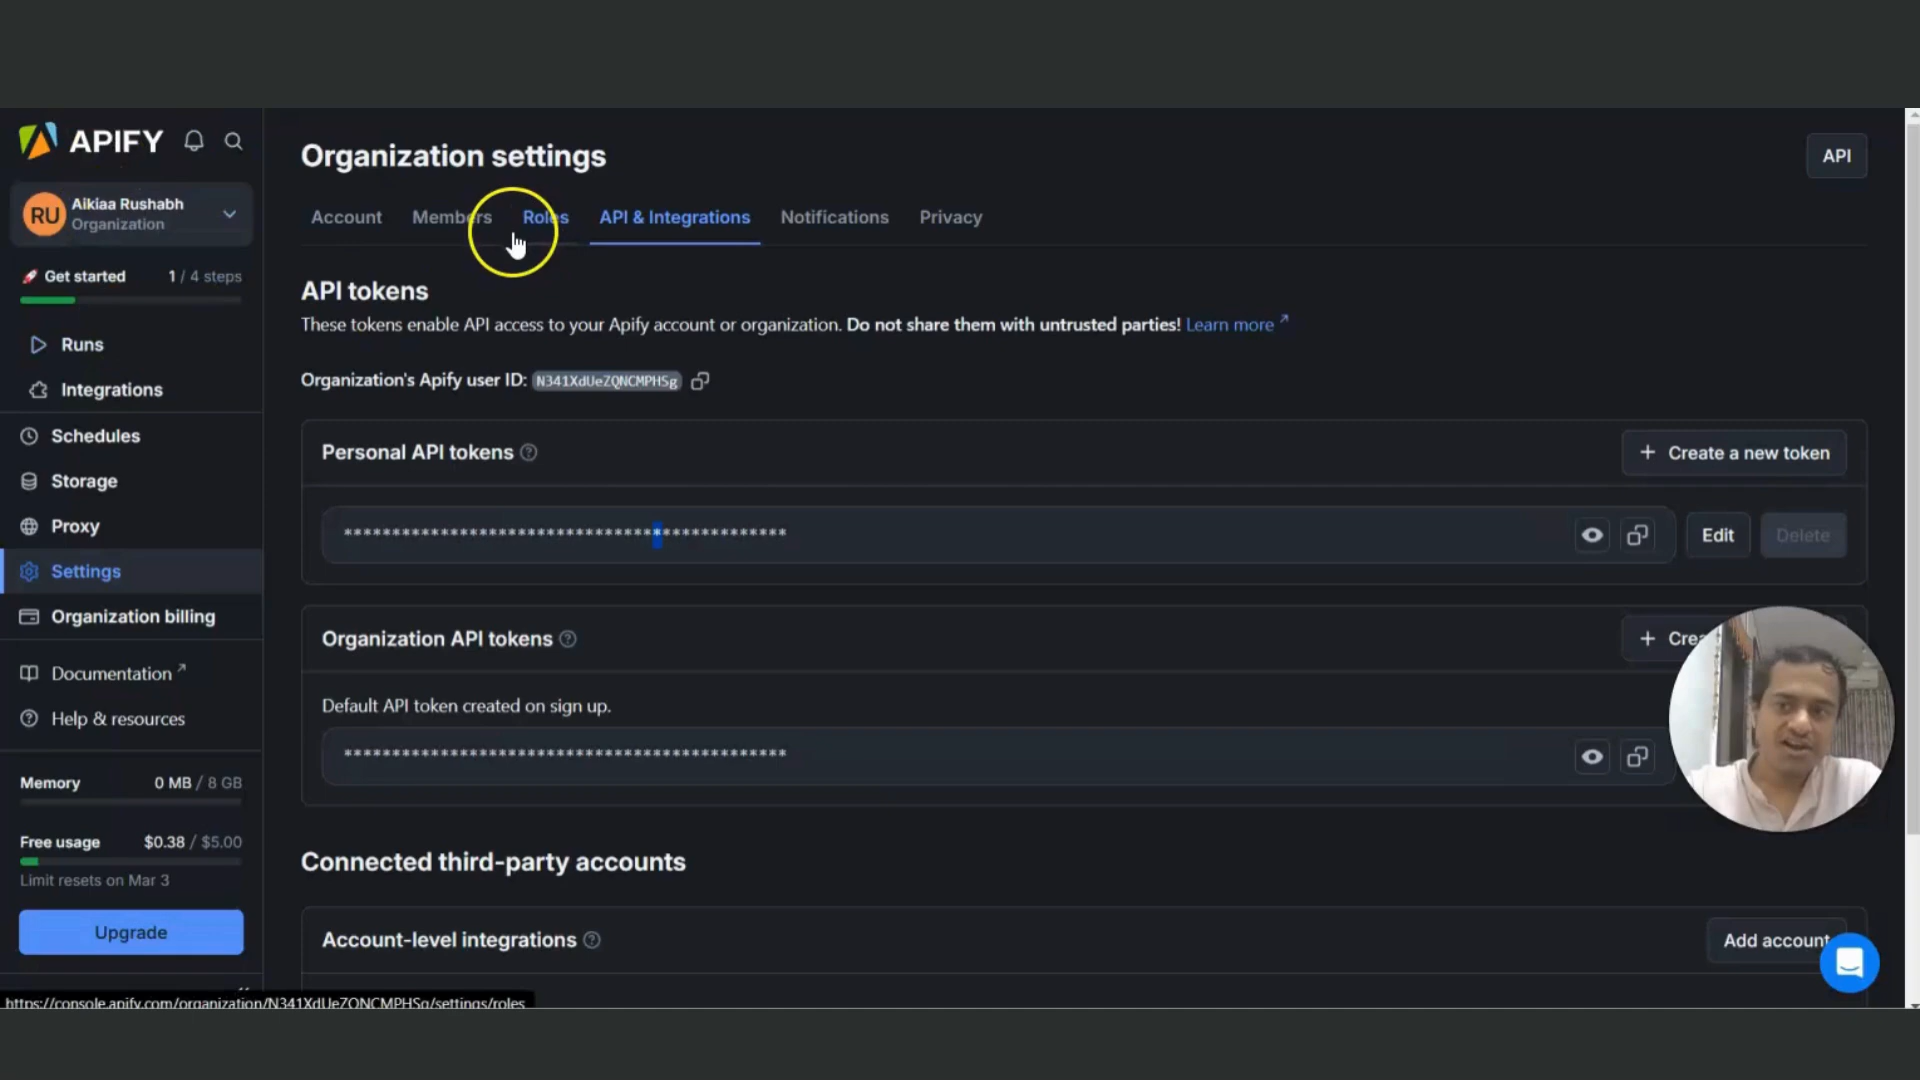 APIFY
RU
Aikiaa Rushabh
Organization
Get started 1 / 4 steps
Runs
Integrations
Schedules
Storage
Proxy
Settings
Organization billing
Documentation
Help & resources
Memory 0 MB / 8 GB
Free usage $0.38 / $5.00
Limit resets on Mar 3
Upgrade
https://console.apify.com/organization/N341XdUeZQNCMPHSg/settings/roles
Organization settings
API
Account Members Roles API & Integrations Notifications Privacy
API tokens
These tokens enable API access to your Apify account or organization. Do not share them with untrusted parties! Learn more
Organization's Apify user ID: N341XdUeZQNCMPHSg
Personal API tokens
+ Create a new token
**********************************************
Edit Delete
Organization API tokens
Default API token created on sign up.
**********************************************
Connected third-party accounts
Account-level integrations
Add account